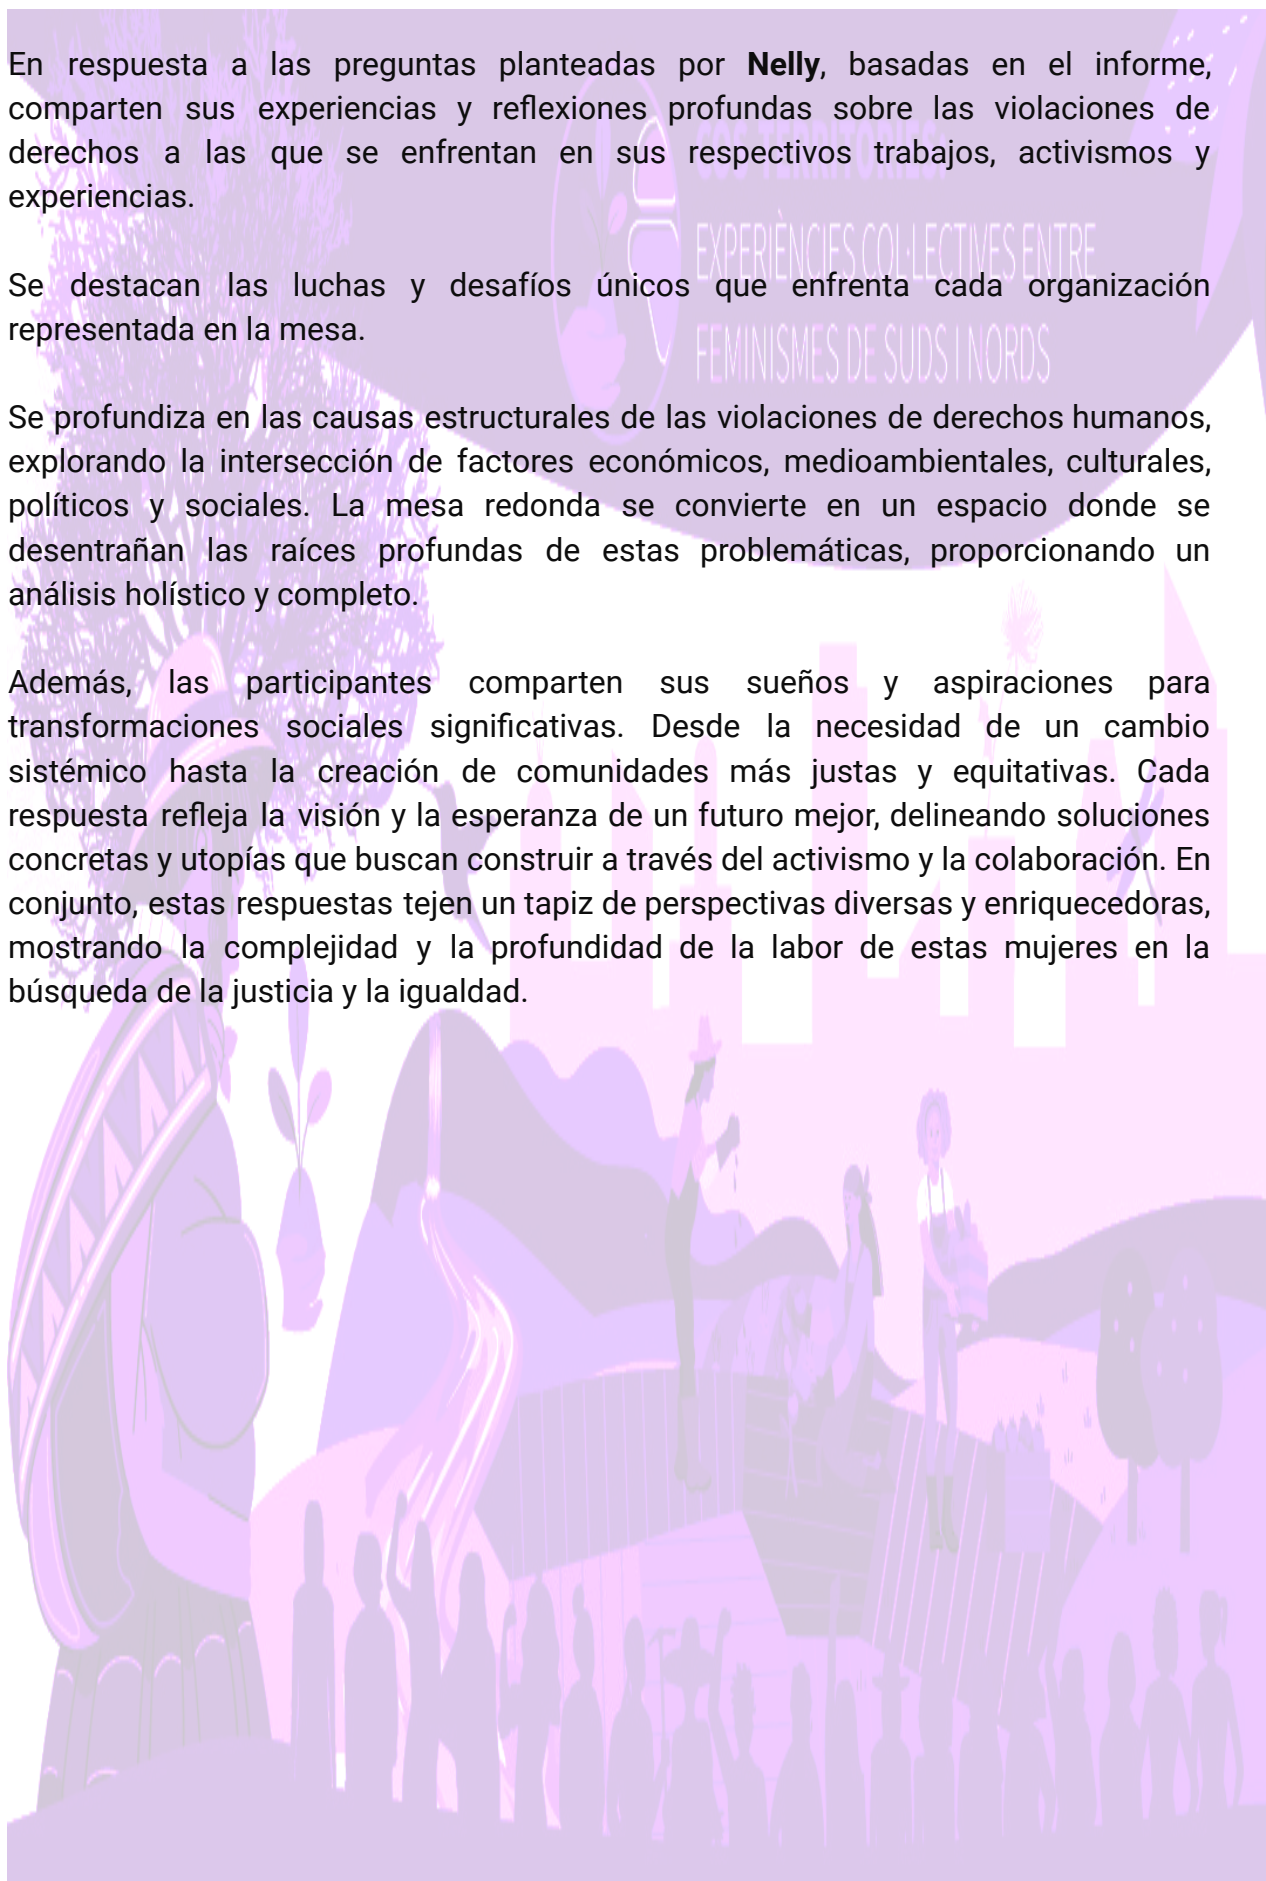 En respuesta a las preguntas planteadas por Nelly, basadas en el informe,
comparten sus experiencias y reflexiones profundas sobre las violaciones de
derechos a las que se enfrentan en sus respectivos trabajos, activismos y
experiencias.
COS-TERRITORIES:
EXPERIÈNCIES COL·LECTIVES ENTRE
FEMINISMES DE SUDS I NORDS
Se destacan las luchas y desafíos únicos que enfrenta cada organización
representada en la mesa.
Se profundiza en las causas estructurales de las violaciones de derechos humanos,
explorando la intersección de factores económicos, medioambientales, culturales,
políticos y sociales. La mesa redonda se convierte en un espacio donde se
desentrañan las raíces profundas de estas problemáticas, proporcionando un
análisis holístico y completo.
Además, las participantes comparten sus sueños y aspiraciones para
transformaciones sociales significativas. Desde la necesidad de un cambio
sistémico hasta la creación de comunidades más justas y equitativas. Cada
respuesta refleja la visión y la esperanza de un futuro mejor, delineando soluciones
concretas y utopías que buscan construir a través del activismo y la colaboración. En
conjunto, estas respuestas tejen un tapiz de perspectivas diversas y enriquecedoras,
mostrando la complejidad y la profundidad de la labor de estas mujeres en la
búsqueda de la justicia y la igualdad.